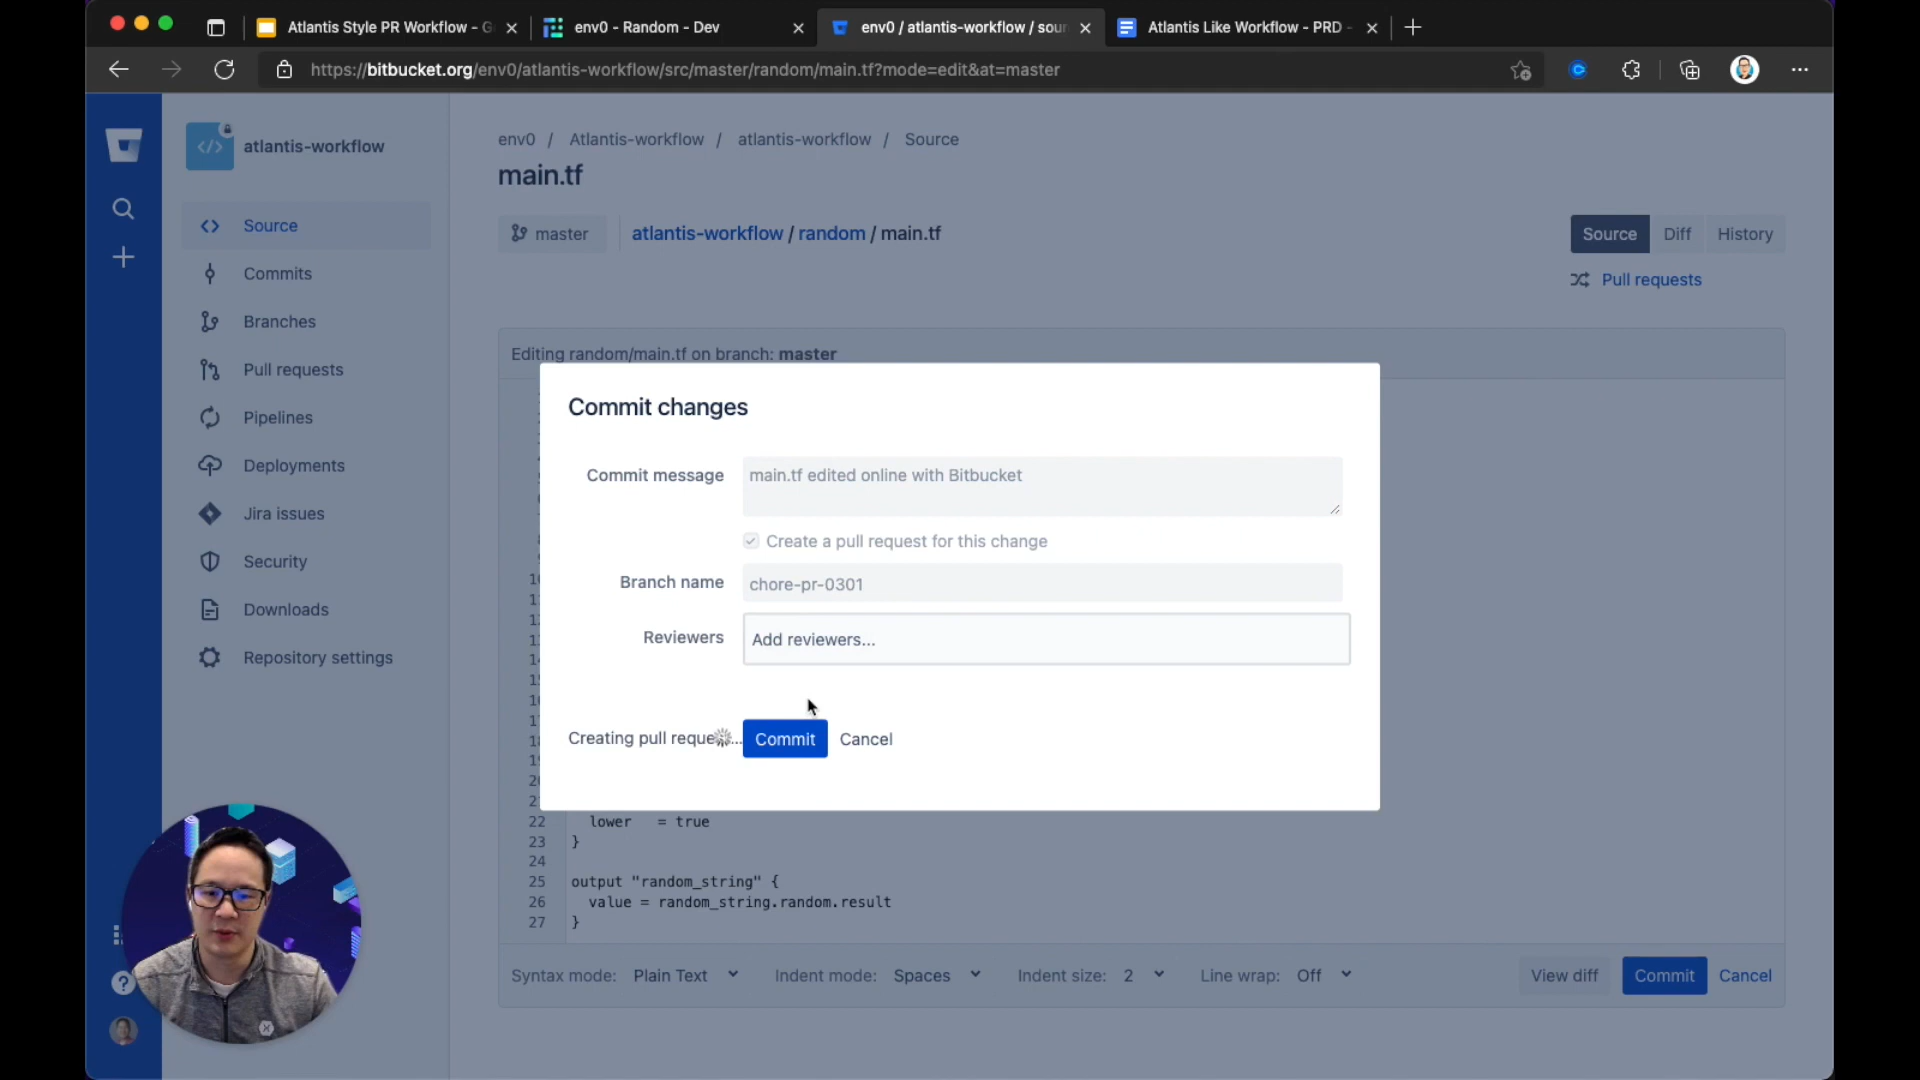 Atlantis Style PR Workflow - G
env0 - Random - Dev
env0 / atlantis-workflow / sour
Atlantis Like Workflow - PRD -
https://bitbucket.org/env0/atlantis-workflow/src/master/random/main.tf?mode=edit&at=master
atlantis-workflow
Source
Commits
Branches
Pull requests
Pipelines
Deployments
Jira issues
Security
Downloads
Repository settings
env0 / Atlantis-workflow / atlantis-workflow / Source
main.tf
master
atlantis-workflow / random / main.tf
Source Diff History
Pull requests
Editing random/main.tf on branch: master
Commit changes
Commit message
main.tf edited online with Bitbucket
Create a pull request for this change
Branch name
chore-pr-0301
Reviewers
Add reviewers...
Creating pull reque...
Commit
Cancel
22 lower = true
23 }
24
25 output "random_string" {
26 value = random_string.random.result
27 }
Syntax mode: Plain Text Indent mode: Spaces Indent size: 2 Line wrap: Off
View diff
Commit
Cancel